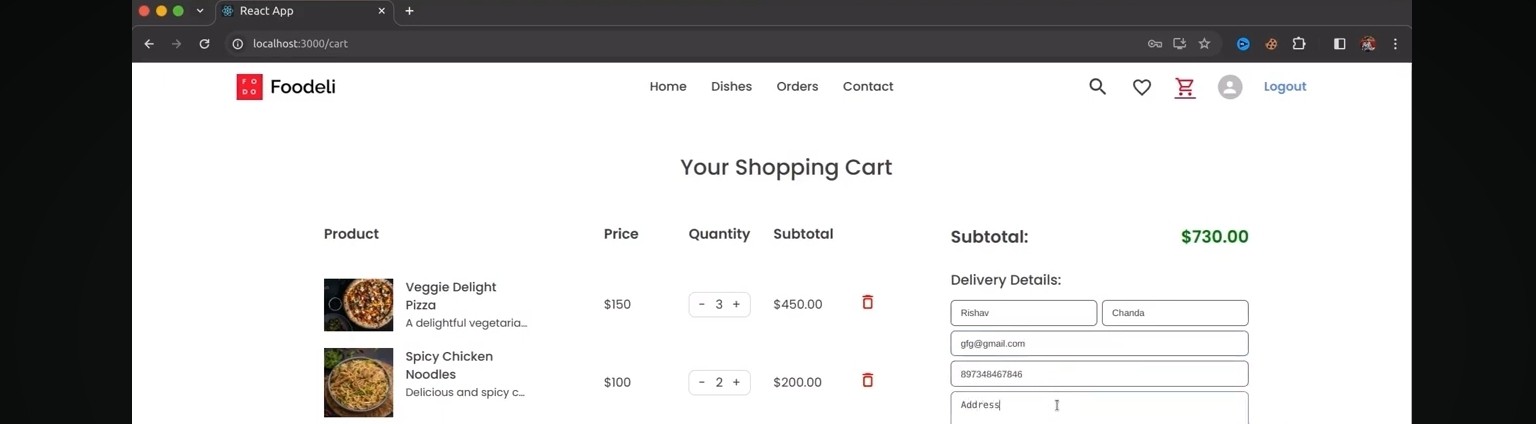 React App
localhost:3000/cart
FO
DO
Foodeli
Home Dishes Orders Contact
Logout
Your Shopping Cart
Product Price Quantity Subtotal
Veggie Delight
Pizza
A delightful vegetaria...
$150 - 3 + $450.00
Spicy Chicken
Noodles
Delicious and spicy c...
$100 - 2 + $200.00
Subtotal: $730.00
Delivery Details:
Rishav Chanda
gfg@gmail.com
897348467846
Address